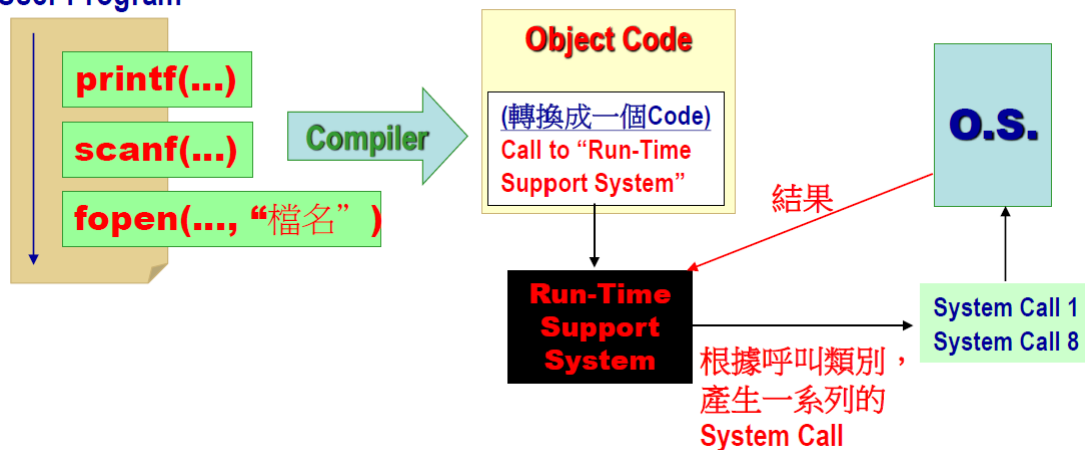 User Program
printf(...)
scanf(...)
fopen(..., “檔名” )
Compiler
Object Code
(轉換成一個Code)
Call to “Run-Time
Support System”
Run-Time
Support
System
根據呼叫類別，
產生一系列的
System Call
System Call 1
System Call 8
O.S.
結果